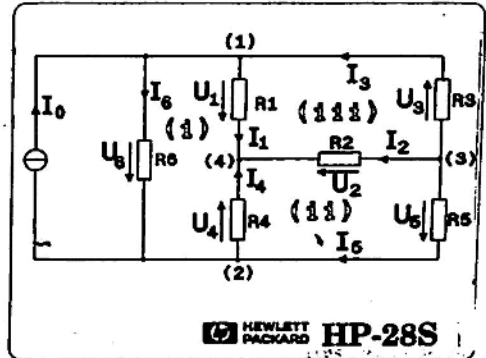 (1)
I0 I6 U1 R1 I3 U3 R3
(i) (iii)
I1 R2 I2 (3)
U6 R6 (4) U2
I4
U4 R4 (ii) U5 R5
I5
(2)
hp HEWLETT PACKARD HP-28S